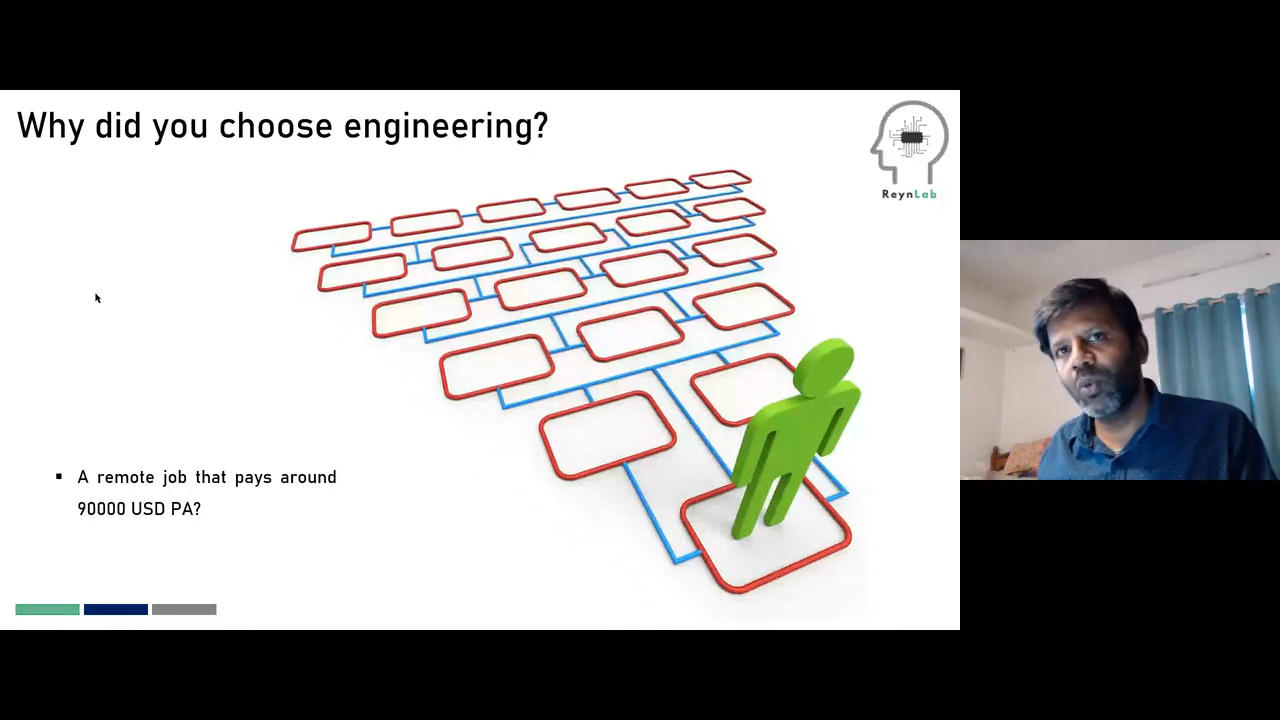 Why did you choose engineering?
ReynLab
▪ A remote job that pays around
90000 USD PA?